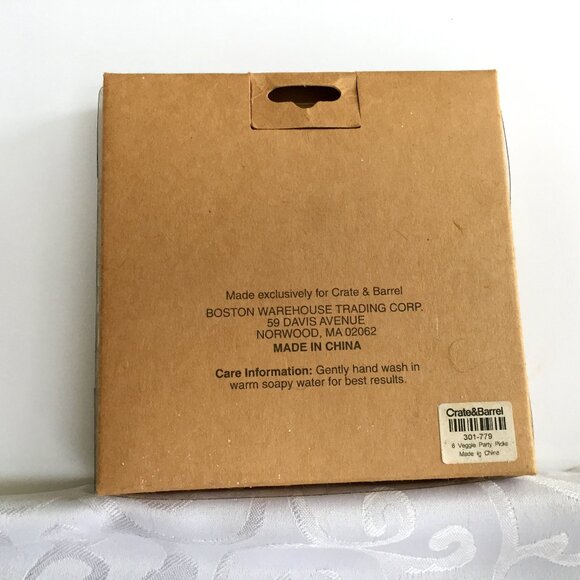 Made exclusively for Crate & Barrel
BOSTON WAREHOUSE TRADING CORP.
59 DAVIS AVENUE
NORWOOD, MA 02062
MADE IN CHINA
Care Information: Gently hand wash in
warm soapy water for best results.
Crate&Barrel
301-779
6 Veggie Party Picks
Made in China